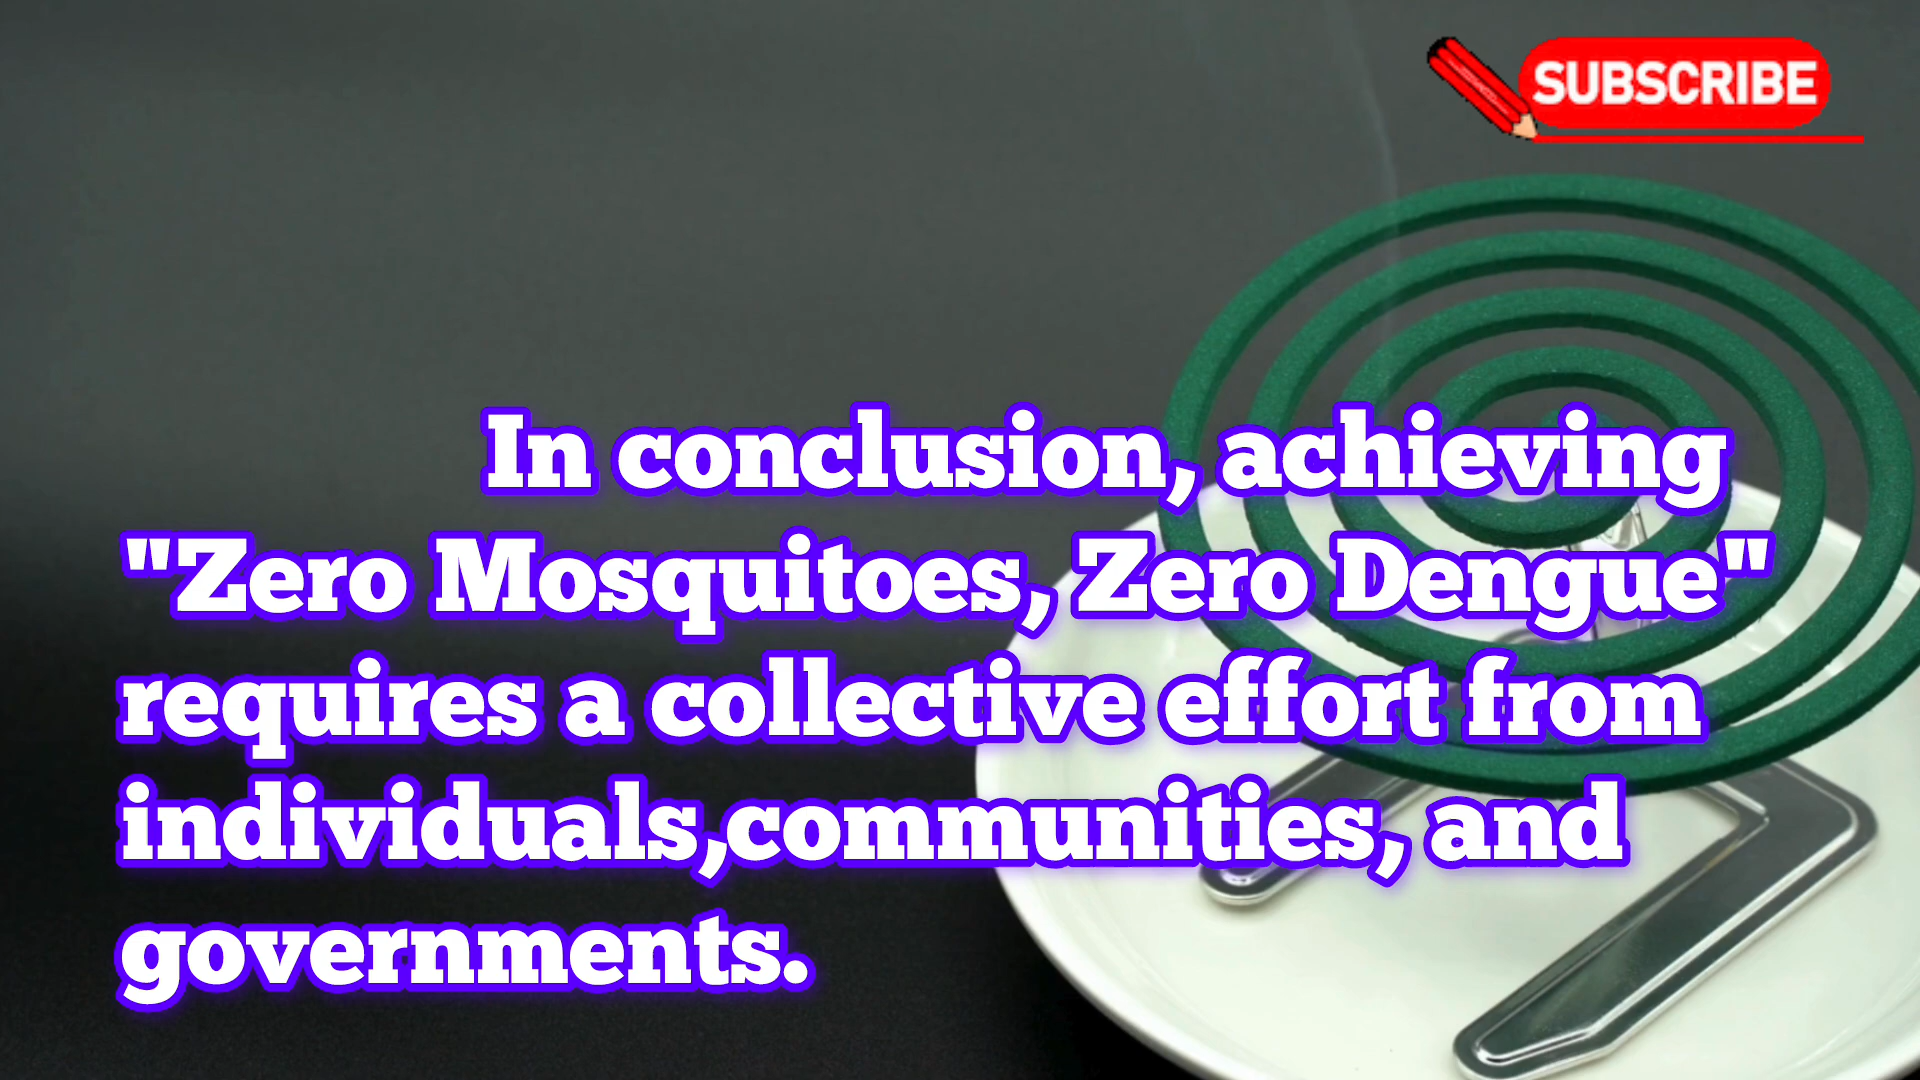 SUBSCRIBE
In conclusion, achieving
"Zero Mosquitoes, Zero Dengue"
requires a collective effort from
individuals,communities, and
governments.